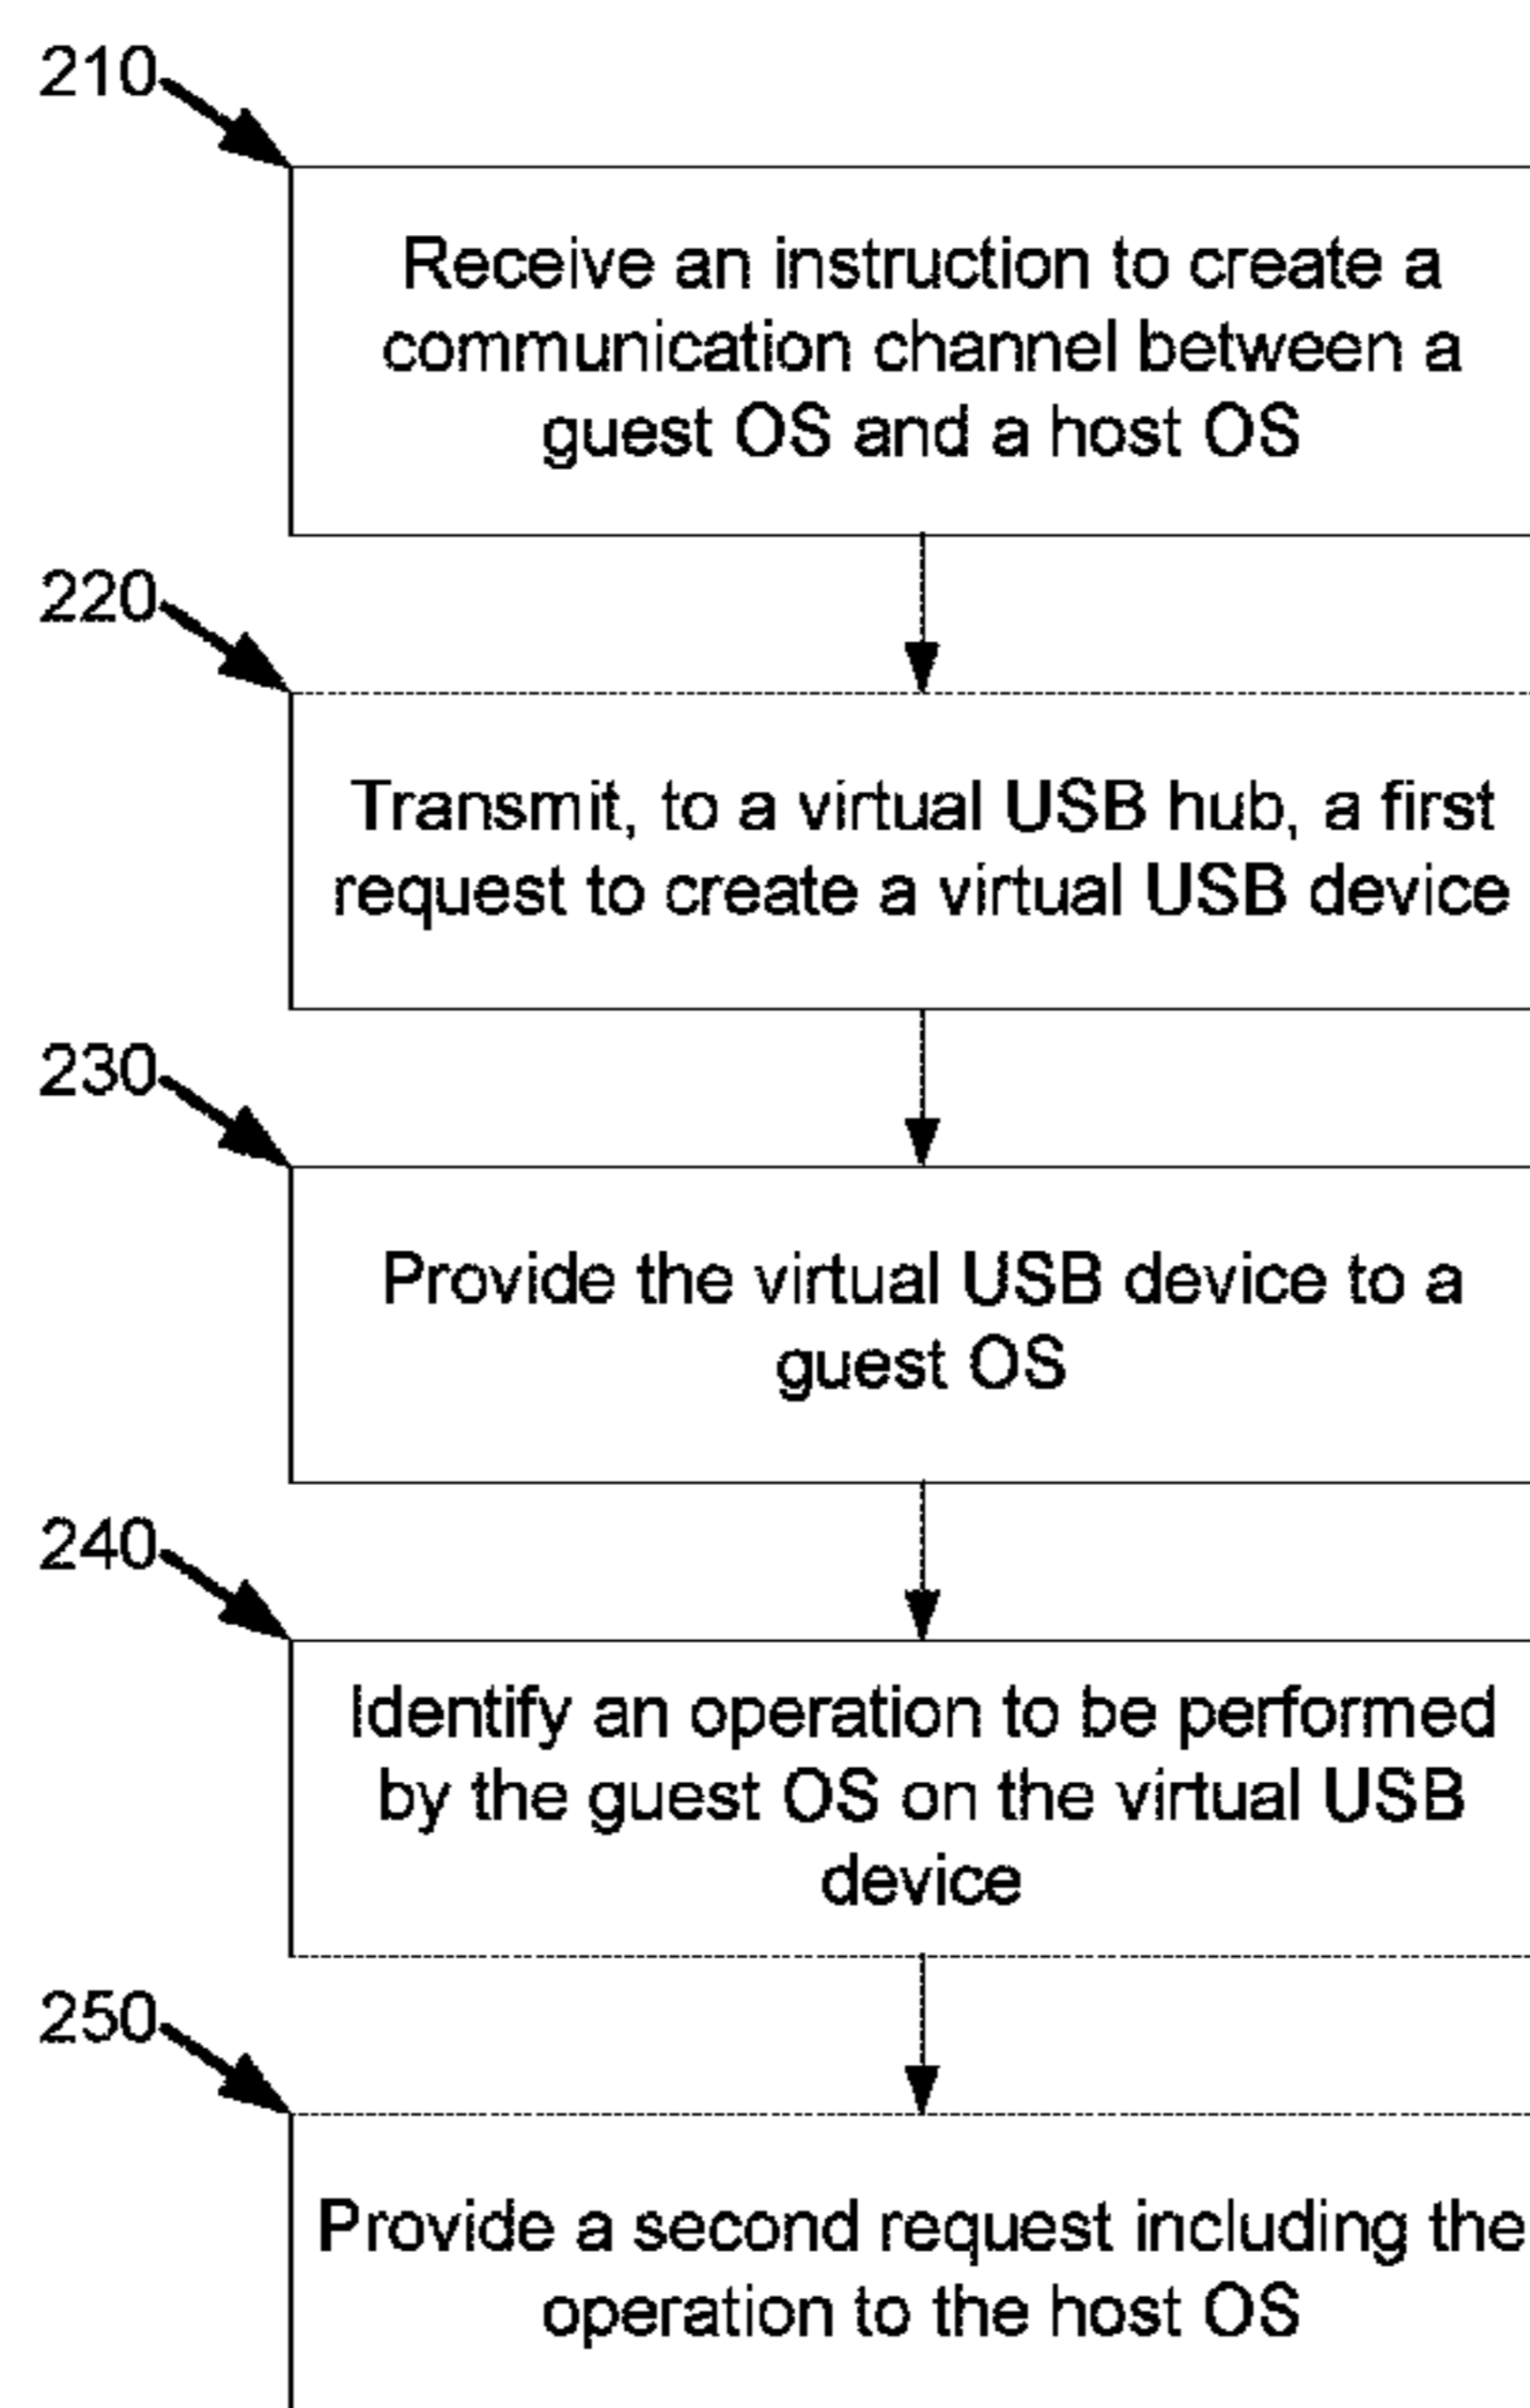 210
Receive an instruction to create a
communication channel between a
guest OS and a host OS
220
Transmit, to a virtual USB hub, a first
request to create a virtual USB device
230
Provide the virtual USB device to a
guest OS
240
Identify an operation to be performed
by the guest OS on the virtual USB
device
250
Provide a second request including the
operation to the host OS